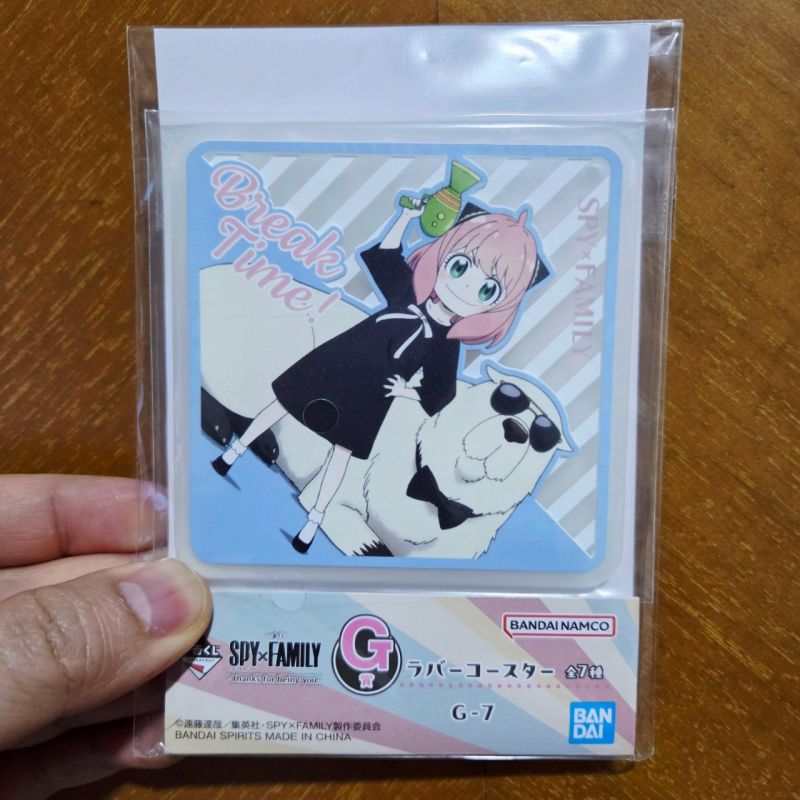 Break
Time!
SPY×FAMILY
BANDAI NAMCO
SPY×FAMILY
-Thanks for being you-
G賞
ラバーコースター 全7種
G-7
©遠藤達哉／集英社・SPY×FAMILY製作委員会
BANDAI SPIRITS MADE IN CHINA
BANDAI